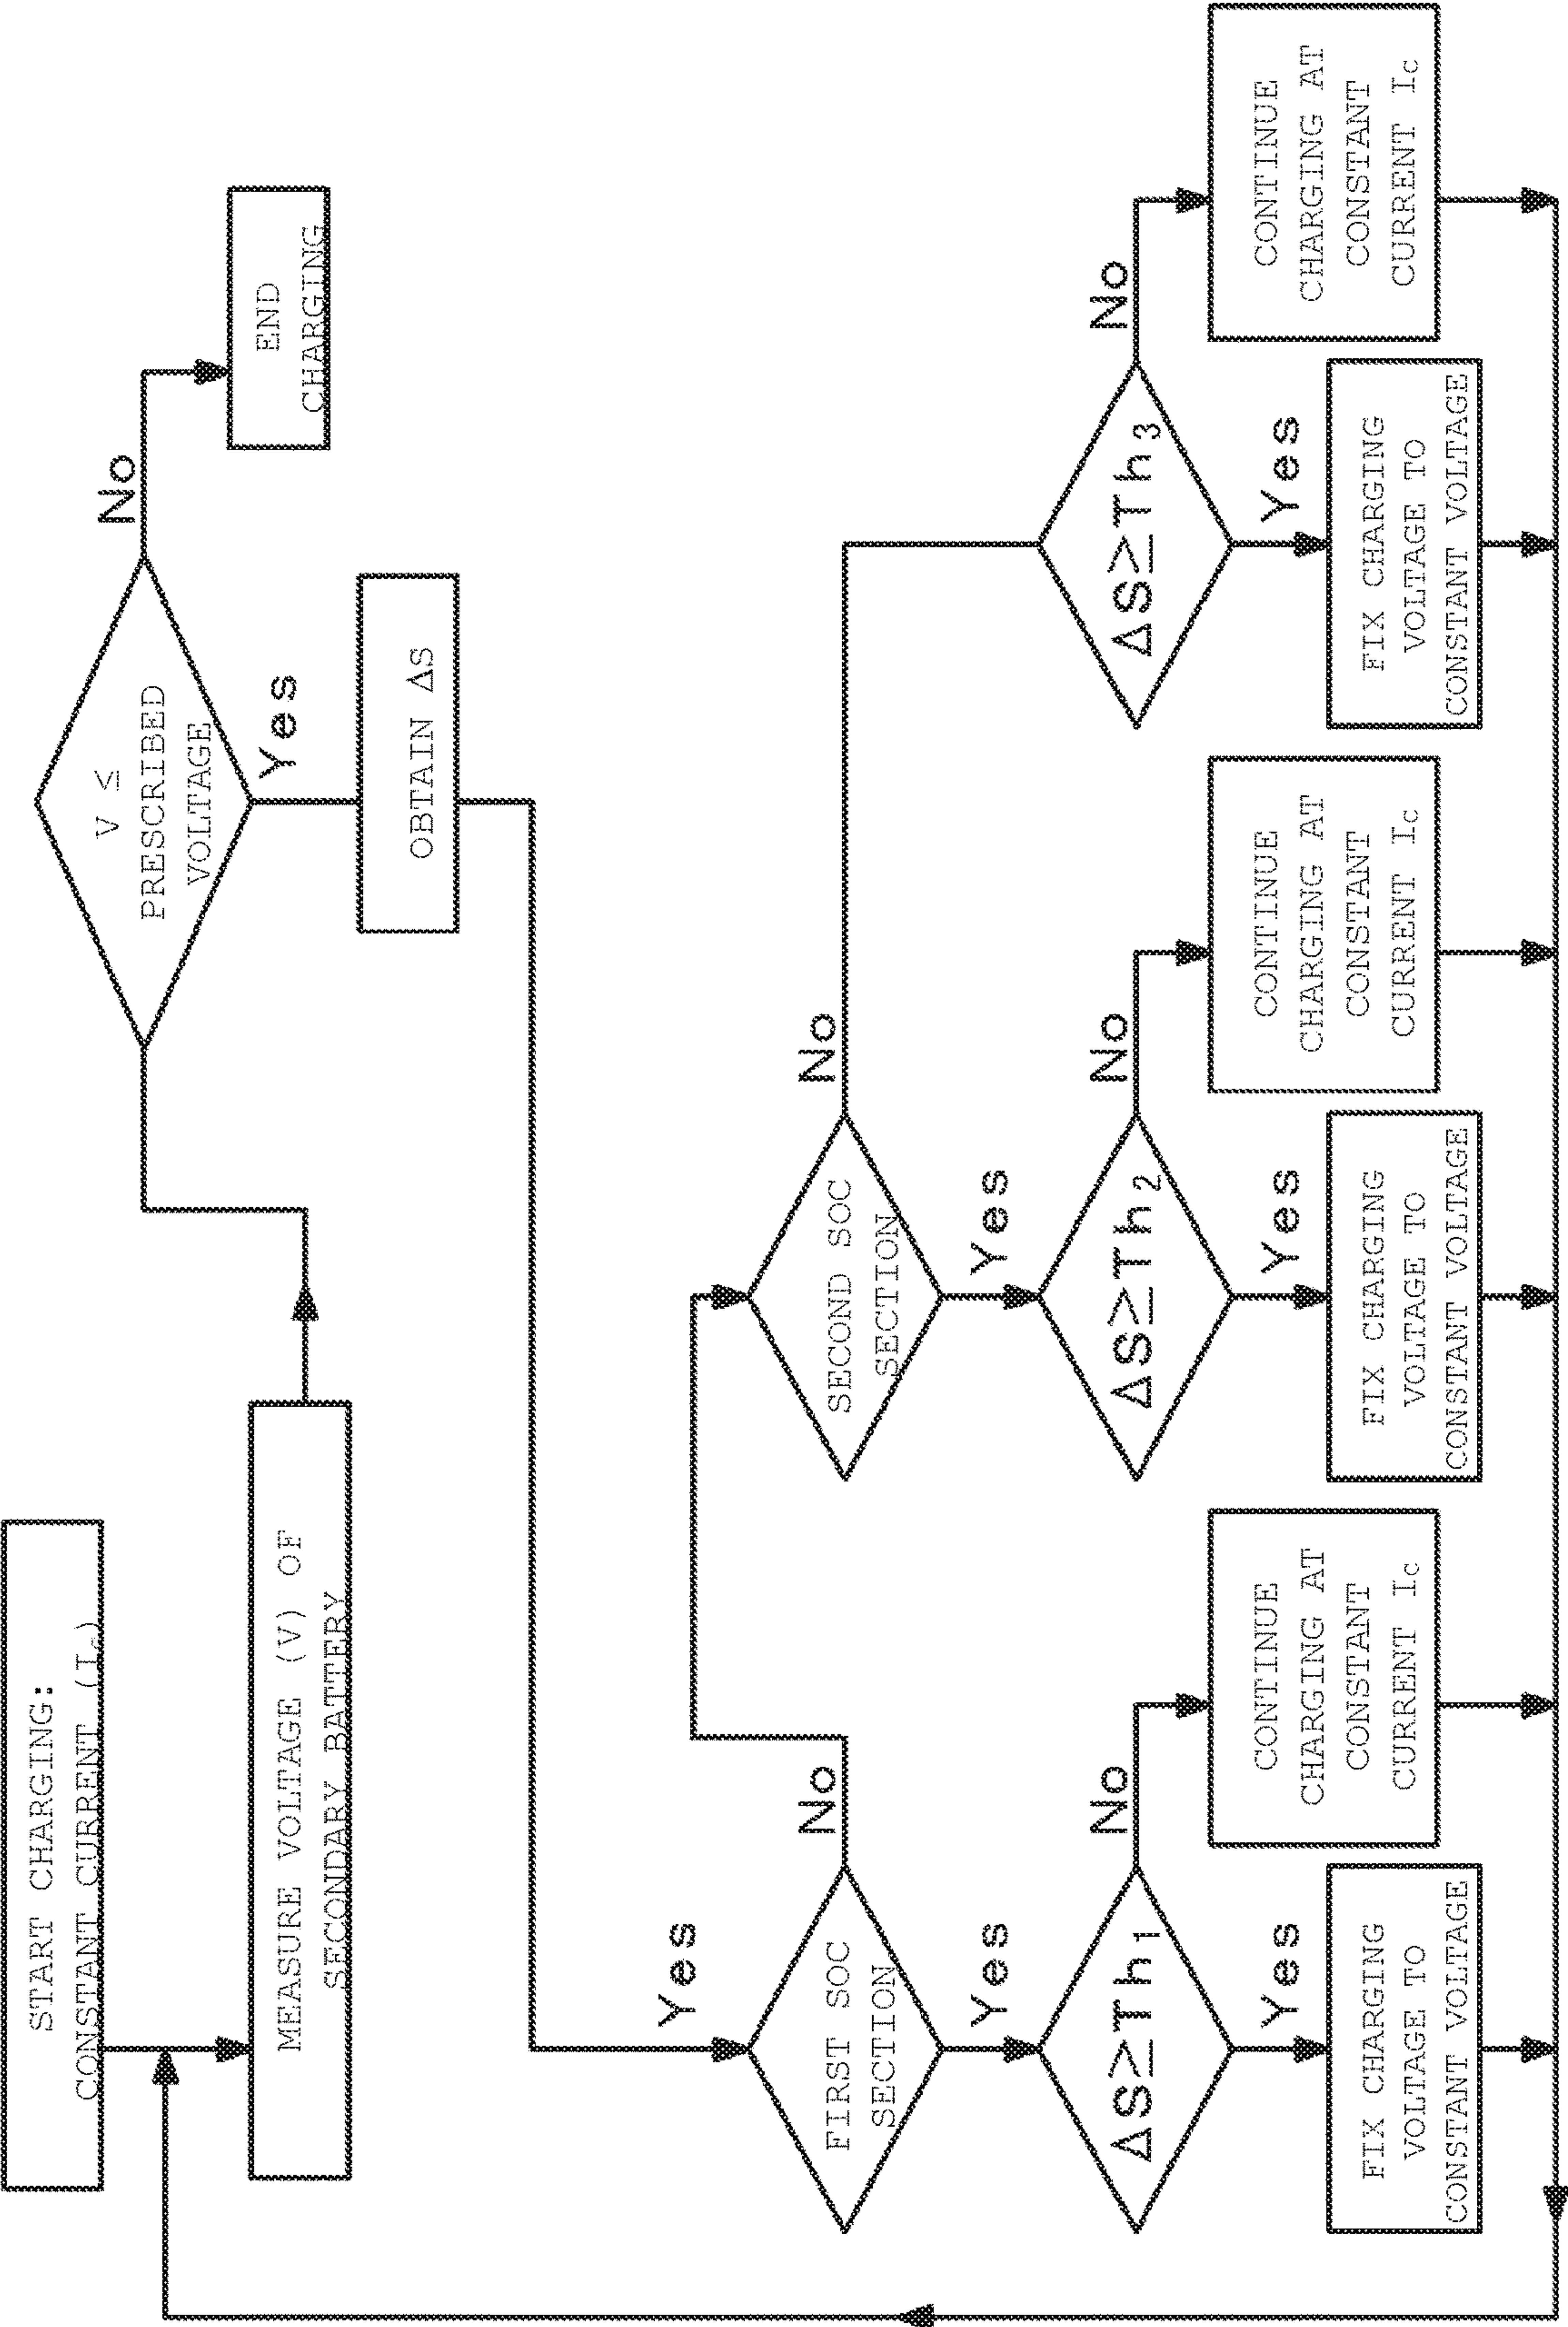 START CHARGING:
CONSTANT CURRENT (Ic)
MEASURE VOLTAGE (V) OF
SECONDARY BATTERY
V ≤
PRESCRIBED
VOLTAGE
No
END
CHARGING
Yes
OBTAIN ΔS
Yes
FIRST SOC
SECTION
No
Yes
ΔS≥Th1
No
Yes
FIX CHARGING
VOLTAGE TO
CONSTANT VOLTAGE
CONTINUE
CHARGING AT
CONSTANT
CURRENT Ic
SECOND SOC
SECTION
No
Yes
ΔS≥Th2
No
Yes
FIX CHARGING
VOLTAGE TO
CONSTANT VOLTAGE
CONTINUE
CHARGING AT
CONSTANT
CURRENT Ic
ΔS≥Th3
No
Yes
FIX CHARGING
VOLTAGE TO
CONSTANT VOLTAGE
CONTINUE
CHARGING AT
CONSTANT
CURRENT Ic